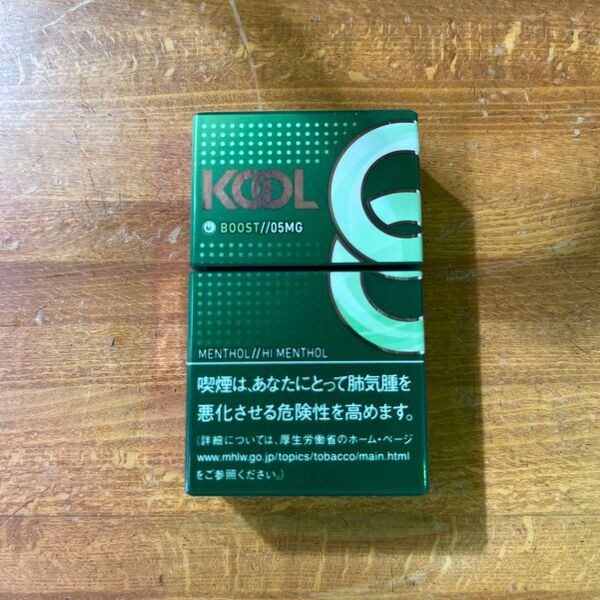 KOOL
BOOST//05MG
MENTHOL//HI MENTHOL
喫煙は、あなたにとって肺気腫を
悪化させる危険性を高めます。
(詳細については、厚生労働省のホーム・ページ
www.mhlw.go.jp/topics/tobacco/main.html
をご参照ください。)